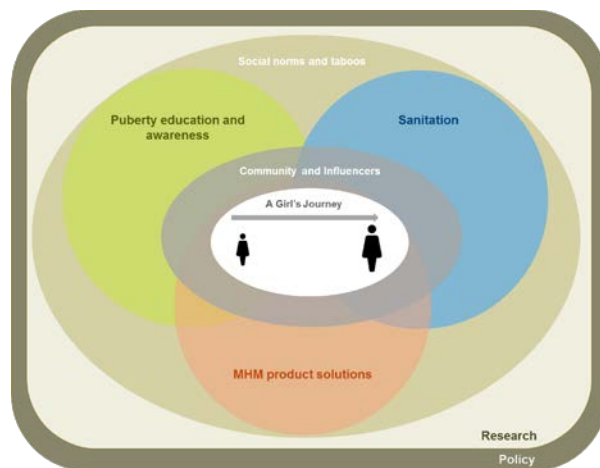 Social norms and taboos
Puberty education and
awareness
Sanitation
Community and Influencers
A Girl's Journey
MHM product solutions
Research
Policy